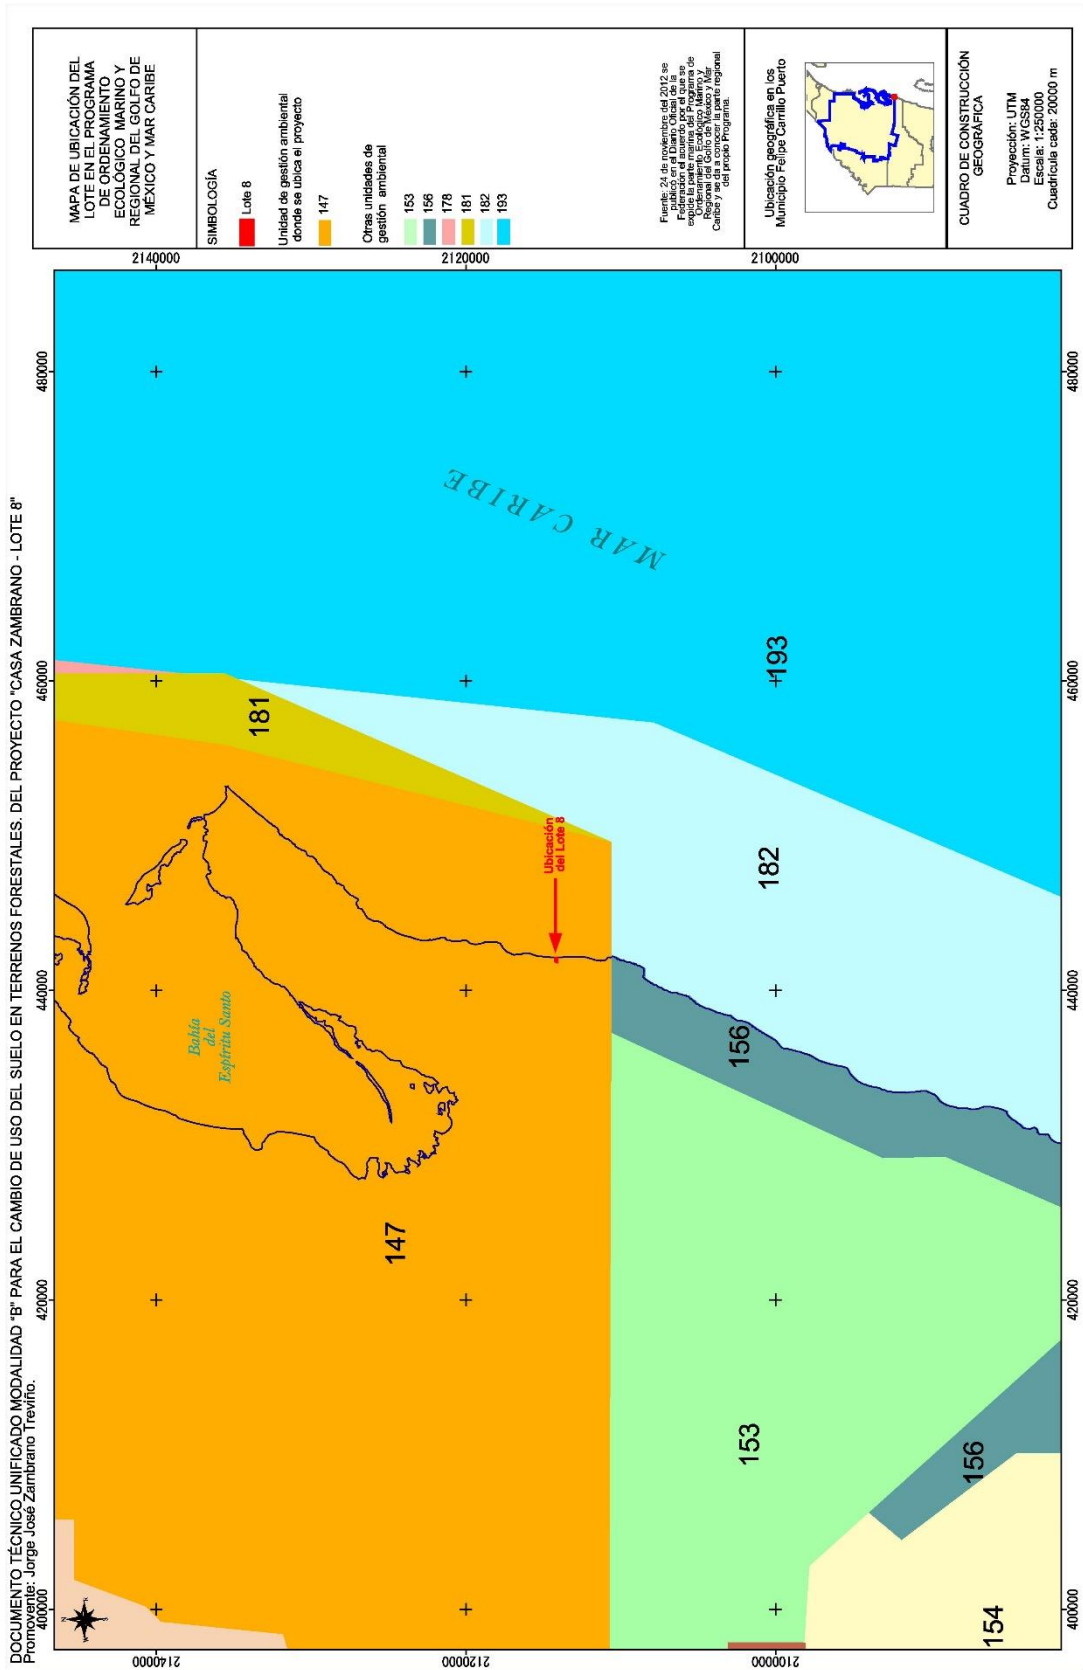 DOCUMENTO TÉCNICO UNIFICADO MODALIDAD "B" PARA EL CAMBIO DE USO DEL SUELO EN TERRENOS FORESTALES. DEL PROYECTO "CASA ZAMBRANO - LOTE 8"
Promovente: Jorge José Zambrano Treviño.
400000
420000
440000
460000
480000
2140000
2120000
2100000
2140000
2120000
2100000
400000
420000
440000
460000
480000
N
S
Bahía
del
Espíritu Santo
147
181
Ubicación
del Lote 8
MAR CARIBE
193
182
156
153
156
154
MAPA DE UBICACIÓN DEL
LOTE EN EL PROGRAMA
DE ORDENAMIENTO
ECOLÓGICO MARINO Y
REGIONAL DEL GOLFO DE
MÉXICO Y MAR CARIBE
SIMBOLOGÍA
Lote 8
Unidad de gestión ambiental
donde se ubica el proyecto
147
Otras unidades de
gestión ambiental
153
156
178
181
182
193
Fuente: 24 de noviembre del 2012 se
publicó en el Diario Oficial de la
Federación el acuerdo por el que se
expide la parte marina del Programa de
Ordenamiento Ecológico Marino y
Regional del Golfo de México y Mar
Caribe y se da a conocer la parte regional
del propio Programa.
Ubicación geográfica en los
Municipio Felipe Carrillo Puerto
CUADRO DE CONSTRUCCIÓN
GEOGRÁFICA
Proyección: UTM
Datum: WGS84
Escala: 1:250000
Cuadrícula cada: 20000 m